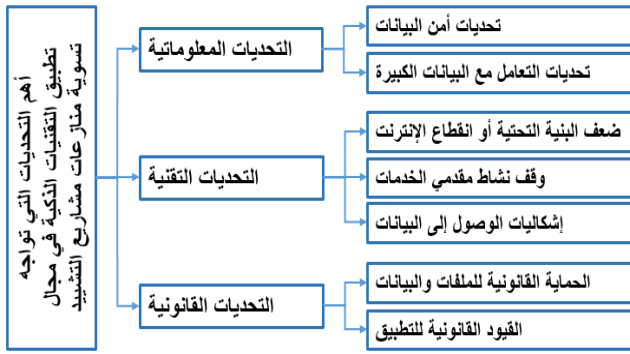 أهم التحديات التي تواجه
تطبيق التقنيات الذكية في مجال
تسوية منازعات مشاريع التشييد
التحديات المعلوماتية
تحديات أمن البيانات
تحديات التعامل مع البيانات الكبيرة
التحديات التقنية
ضعف البنية التحتية أو انقطاع الإنترنت
وقف نشاط مقدمي الخدمات
إشكاليات الوصول إلى البيانات
التحديات القانونية
الحماية القانونية للملفات والبيانات
القيود القانونية للتطبيق